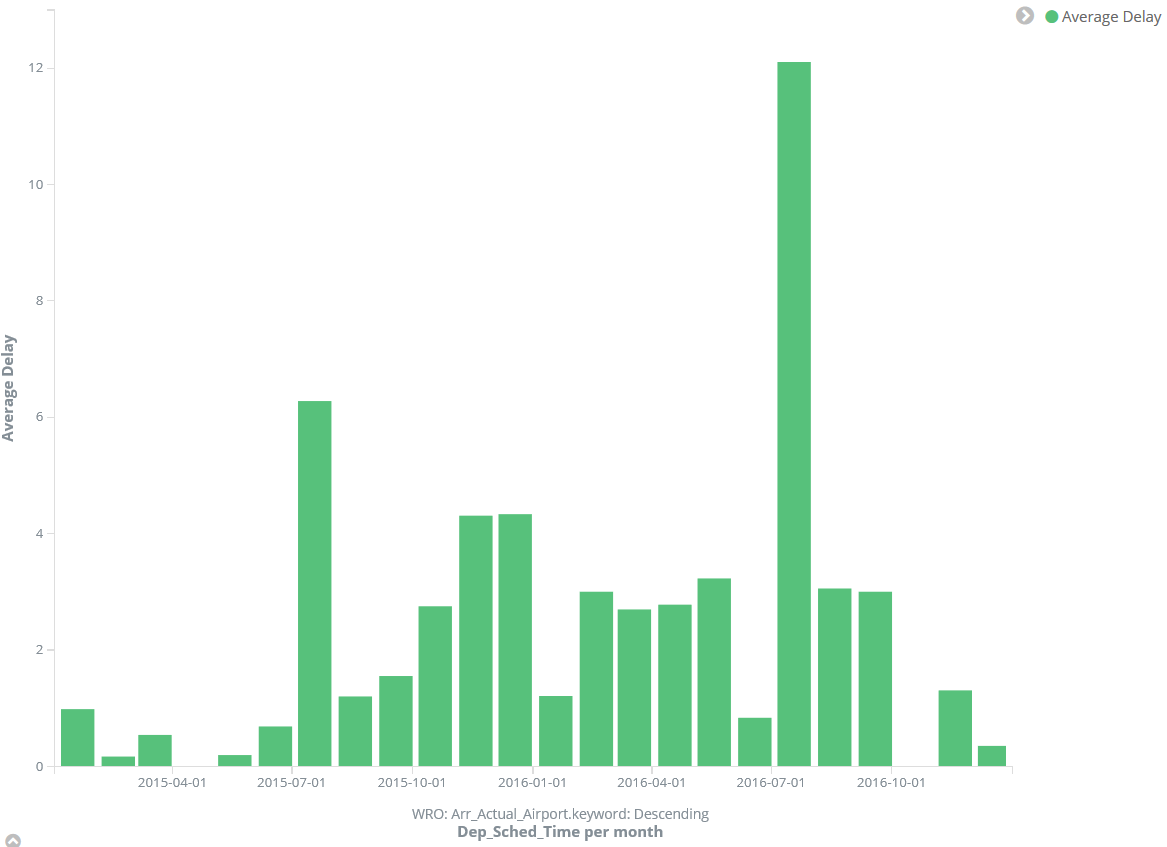 Average Delay
12
10
8
6
4
2
0
Average Delay
2015-04-01 2015-07-01 2015-10-01 2016-01-01 2016-04-01 2016-07-01 2016-10-01
WRO: Arr_Actual_Airport.keyword: Descending
Dep_Sched_Time per month